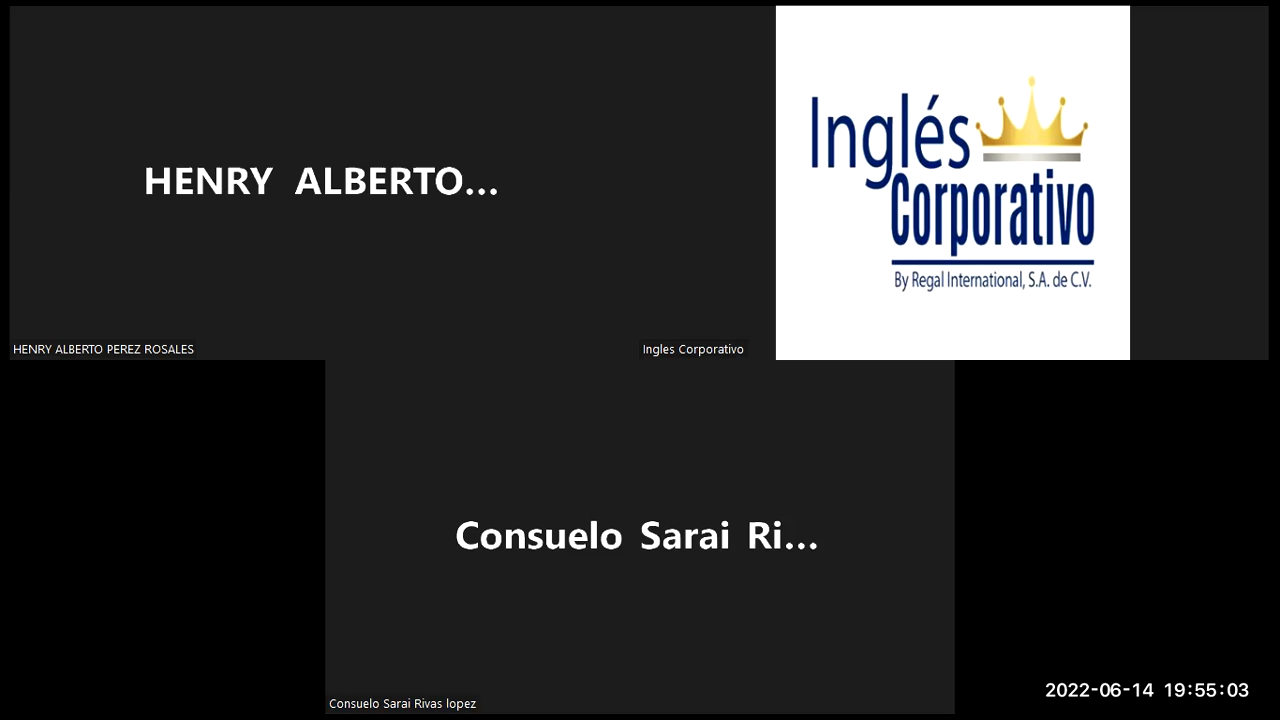 HENRY ALBERTO...
HENRY ALBERTO PEREZ ROSALES
Inglés
Corporativo
By Regal International, S.A. de C.V.
Ingles Corporativo
Consuelo Sarai Ri...
Consuelo Sarai Rivas lopez
2022-06-14 19:55:03